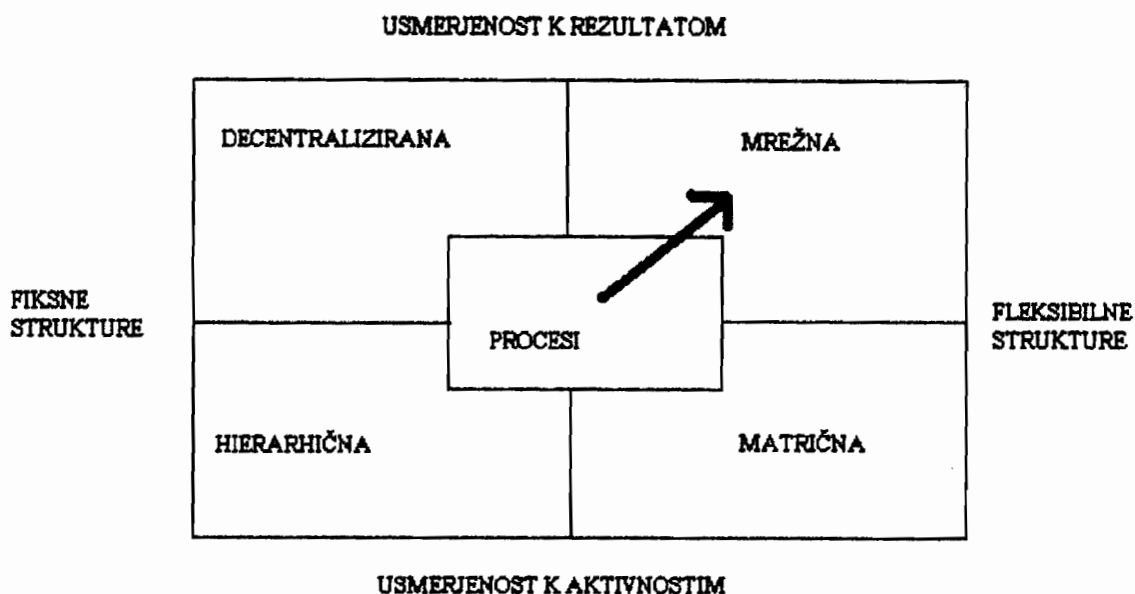 USMERJENOST K REZULTATOM
DECENTRALIZIRANA
MREŽNA
FIKSNE
STRUKTURE
FLEKSIBILNE
STRUKTURE
PROCESI
HIERARHIČNA
MATRIČNA
USMERJENOST K AKTIVNOSTIM